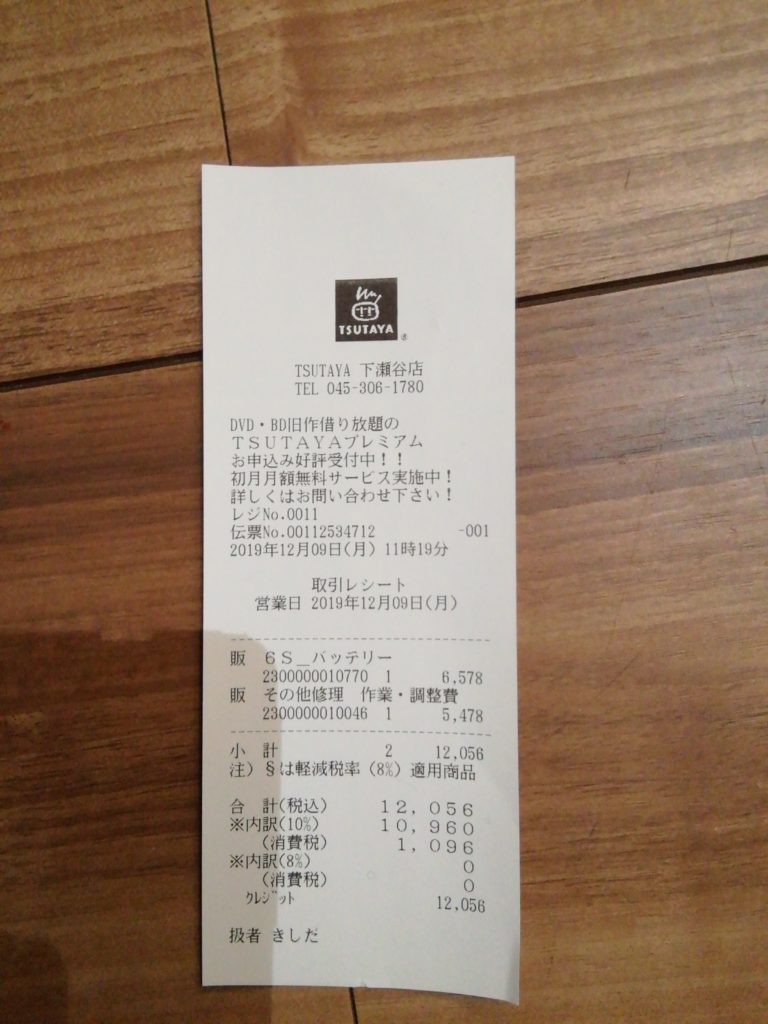 TSUTAYA
TSUTAYA 下瀬谷店
TEL 045-306-1780
DVD・BD旧作借り放題の
ＴＳＵＴＡＹＡプレミアム
お申込み好評受付中！！
初月月額無料サービス実施中！
詳しくはお問い合わせ下さい！
レジNo.0011
伝票No.00112534712 -001
2019年12月09日(月) 11時19分
取引レシート
営業日 2019年12月09日(月)
販 ６Ｓ＿バッテリー
2300000010770 1 6,578
販 その他修理 作業・調整費
2300000010046 1 5,478
小 計 2 12,056
注）§は軽減税率（8%）適用商品
合 計(税込) １２，０５６
※内訳(10%) １０，９６０
(消費税) １，０９６
※内訳(8%) ０
(消費税) ０
ｸﾚｼﾞｯﾄ 12,056
扱者 きしだ